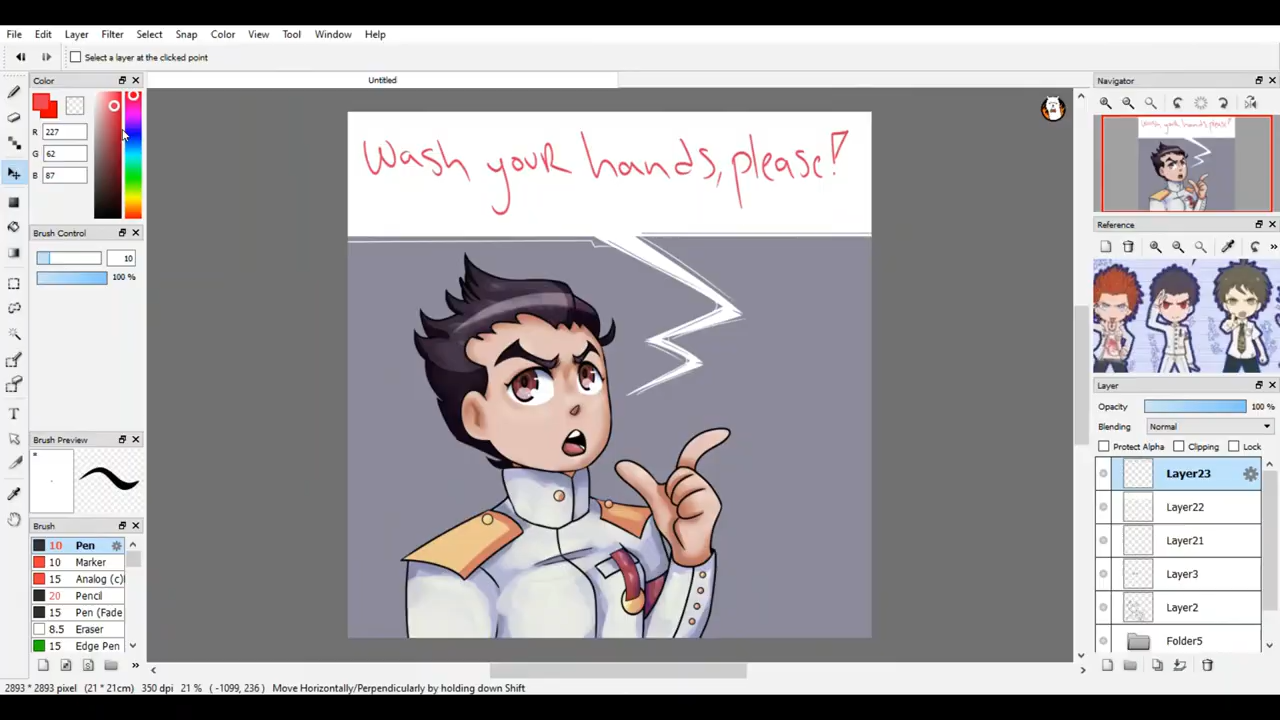 File Edit Layer Filter Select Snap Color View Tool Window Help
Select a layer at the clicked point
Color
Untitled
Navigator
R 227
G 62
B 87
Wash your hands, please!
Wash your hands, please!
Reference
Brush Control
10
100 %
Layer
Opacity 100 %
Blending Normal
Protect Alpha Clipping Lock
Layer23
Layer22
Layer21
Layer3
Layer2
Folder5
Brush Preview
Brush
10 Pen
10 Marker
15 Analog (c)
20 Pencil
15 Pen (Fade
8.5 Eraser
15 Edge Pen
2893 * 2893 pixel (21 * 21cm) 350 dpi 21 % ( -1099, 236 ) Move Horizontally/Perpendicularly by holding down Shift